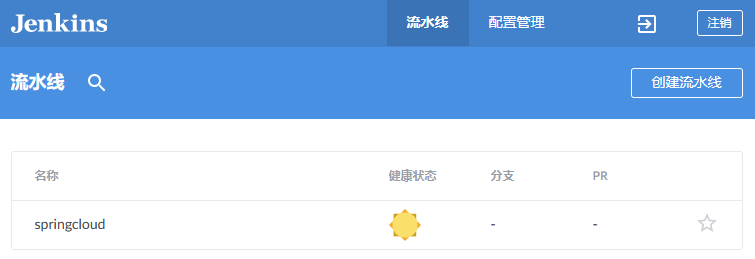 Jenkins 流水线 配置管理 注销
流水线 创建流水线
名称 健康状态 分支 PR
springcloud - -